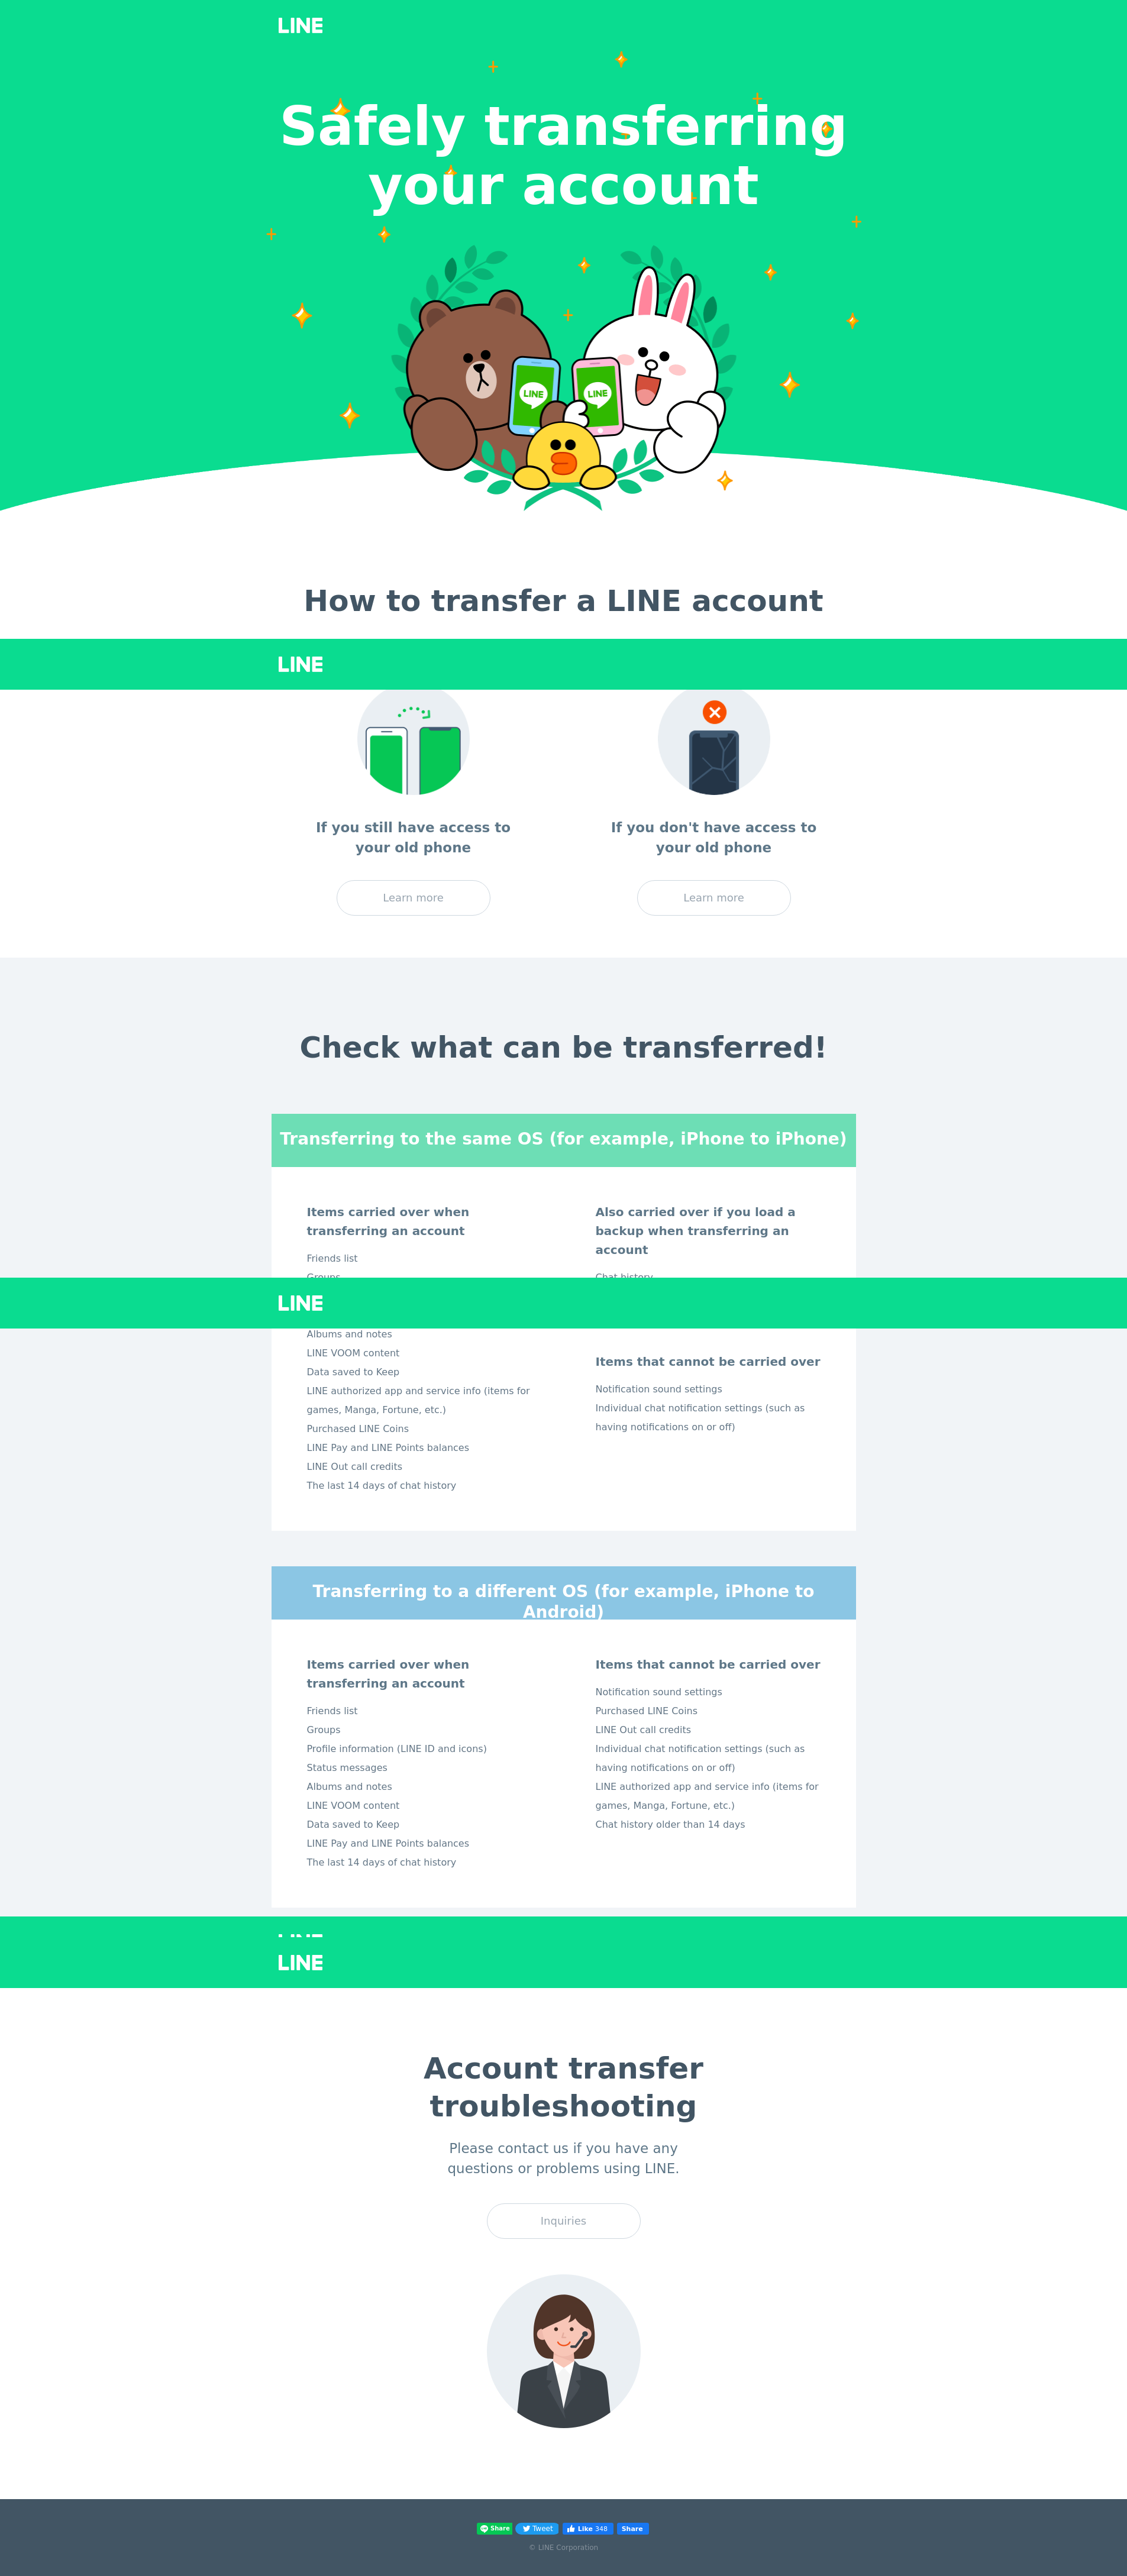 LINE
Safely transferring
your account
LINE
LINE
How to transfer a LINE account
LINE
If you still have access to
your old phone
Learn more
If you don't have access to
your old phone
Learn more
Check what can be transferred!
Transferring to the same OS (for example, iPhone to iPhone)
Items carried over when
transferring an account
Friends list
Groups
Also carried over if you load a
backup when transferring an
account
Chat history
LINE
Albums and notes
LINE VOOM content
Data saved to Keep
LINE authorized app and service info (items for
games, Manga, Fortune, etc.)
Purchased LINE Coins
LINE Pay and LINE Points balances
LINE Out call credits
The last 14 days of chat history
Items that cannot be carried over
Notification sound settings
Individual chat notification settings (such as
having notifications on or off)
Transferring to a different OS (for example, iPhone to
Android)
Items carried over when
transferring an account
Friends list
Groups
Profile information (LINE ID and icons)
Status messages
Albums and notes
LINE VOOM content
Data saved to Keep
LINE Pay and LINE Points balances
The last 14 days of chat history
Items that cannot be carried over
Notification sound settings
Purchased LINE Coins
LINE Out call credits
Individual chat notification settings (such as
having notifications on or off)
LINE authorized app and service info (items for
games, Manga, Fortune, etc.)
Chat history older than 14 days
LINE
Account transfer
troubleshooting
Please contact us if you have any
questions or problems using LINE.
Inquiries
Share Tweet Like 348 Share
© LINE Corporation